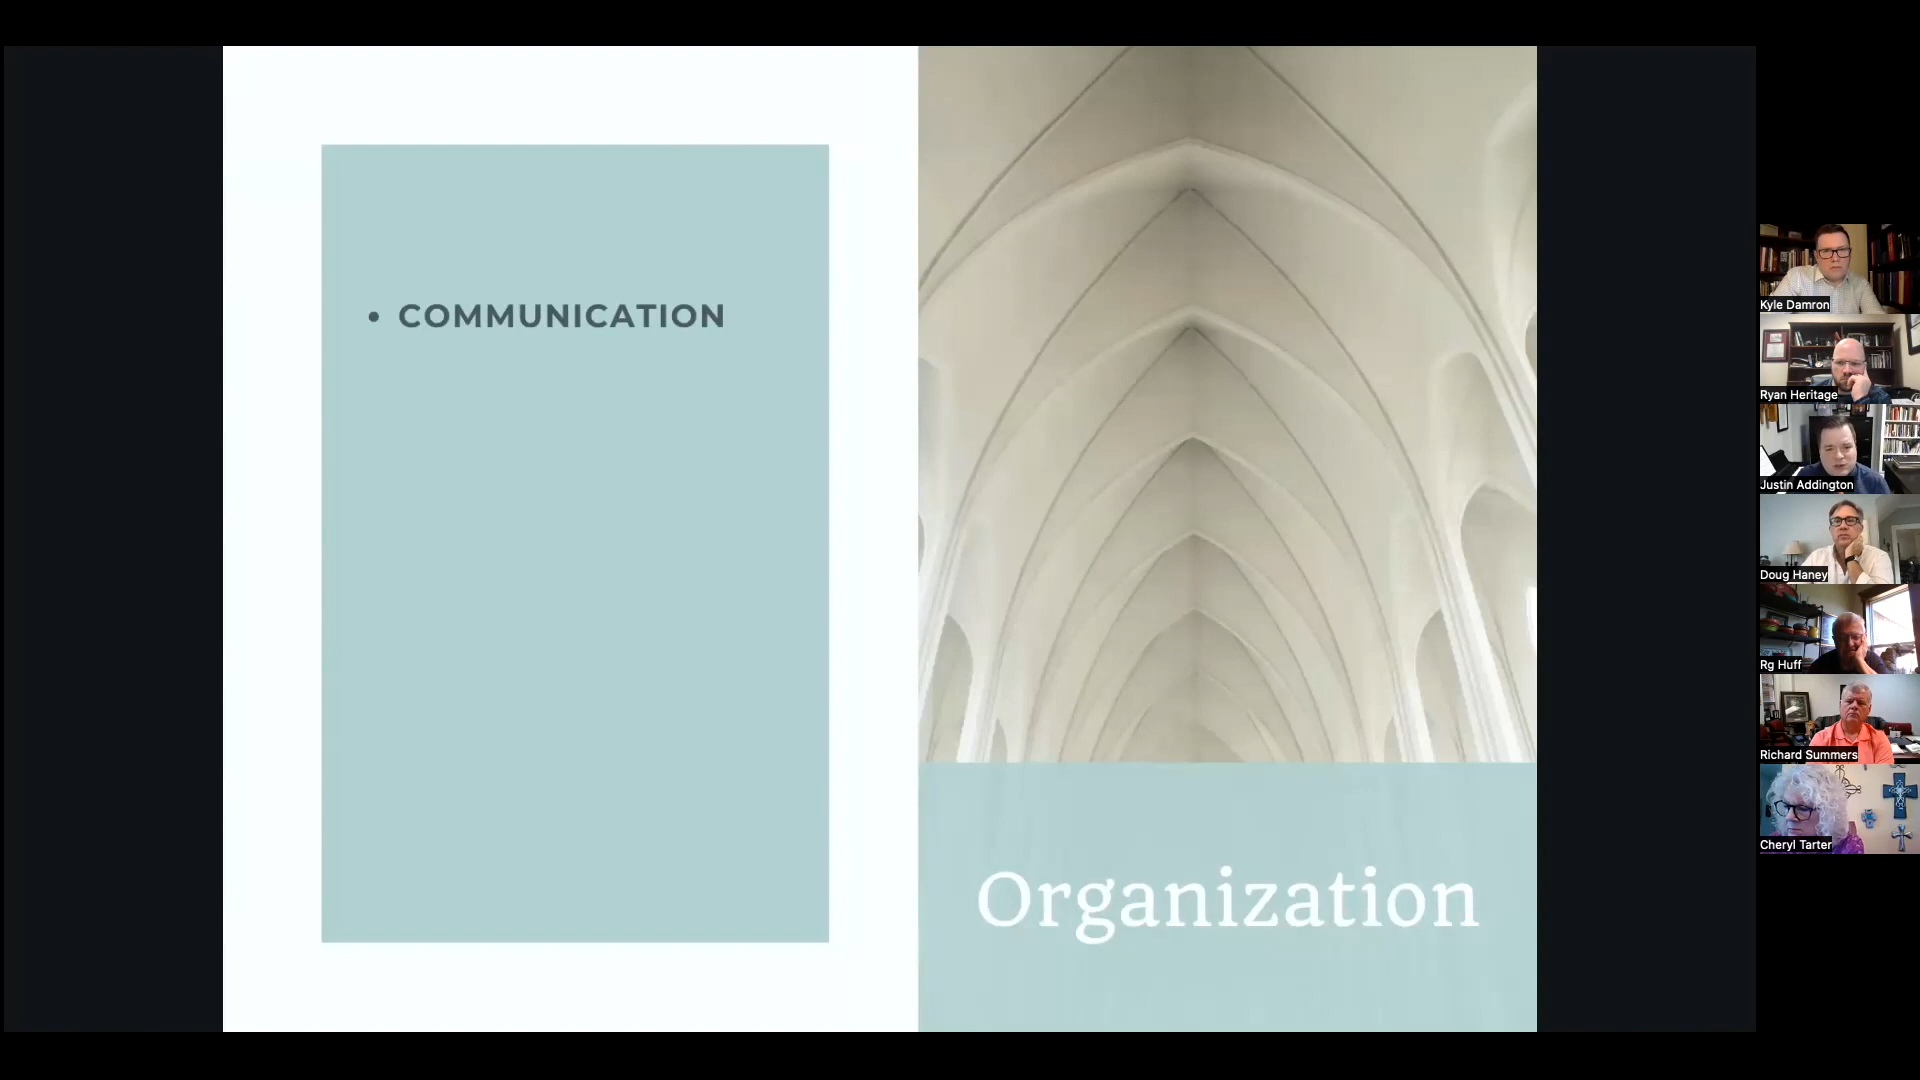 • COMMUNICATION
Organization
Kyle Damron
Ryan Heritage
Justin Addington
Doug Haney
Rg Huff
Richard Summers
Cheryl Tarter